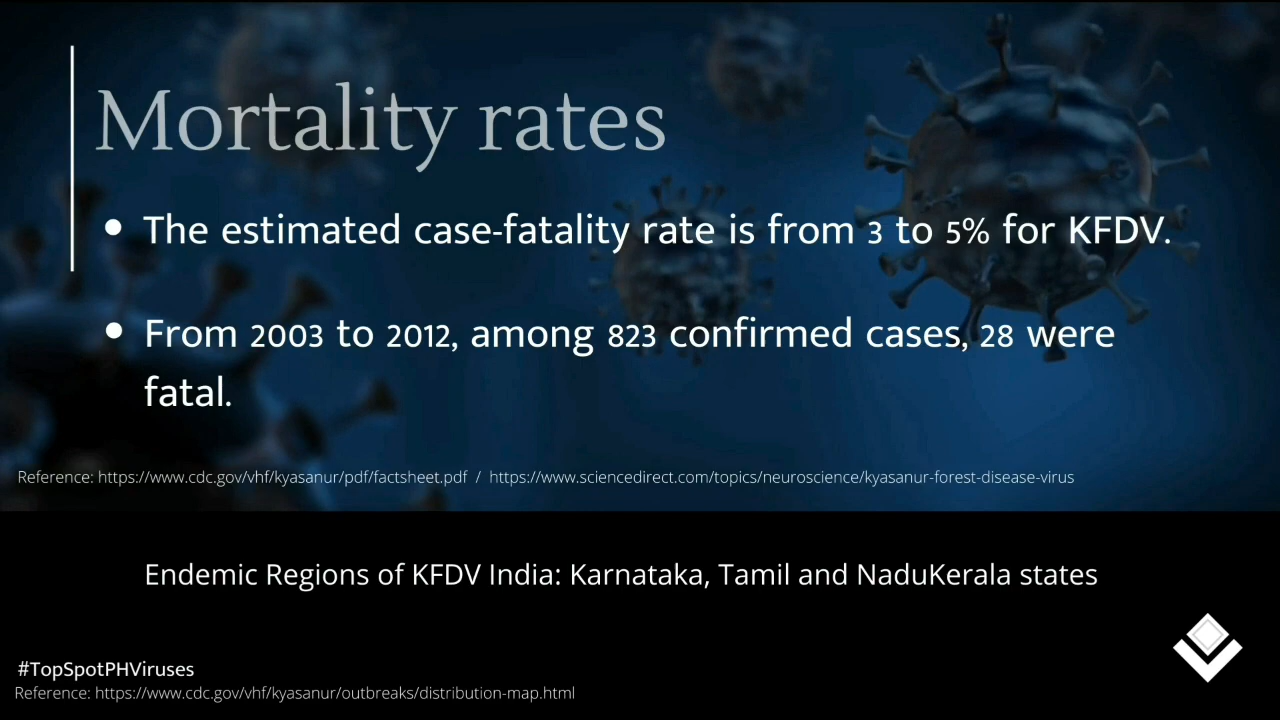 Mortality rates
• The estimated case-fatality rate is from 3 to 5% for KFDV.
• From 2003 to 2012, among 823 confirmed cases, 28 were
fatal.
Reference: https://www.cdc.gov/vhf/kyasanur/pdf/factsheet.pdf / https://www.sciencedirect.com/topics/neuroscience/kyasanur-forest-disease-virus
Endemic Regions of KFDV India: Karnataka, Tamil and NaduKerala states
#TopSpotPHViruses
Reference: https://www.cdc.gov/vhf/kyasanur/outbreaks/distribution-map.html